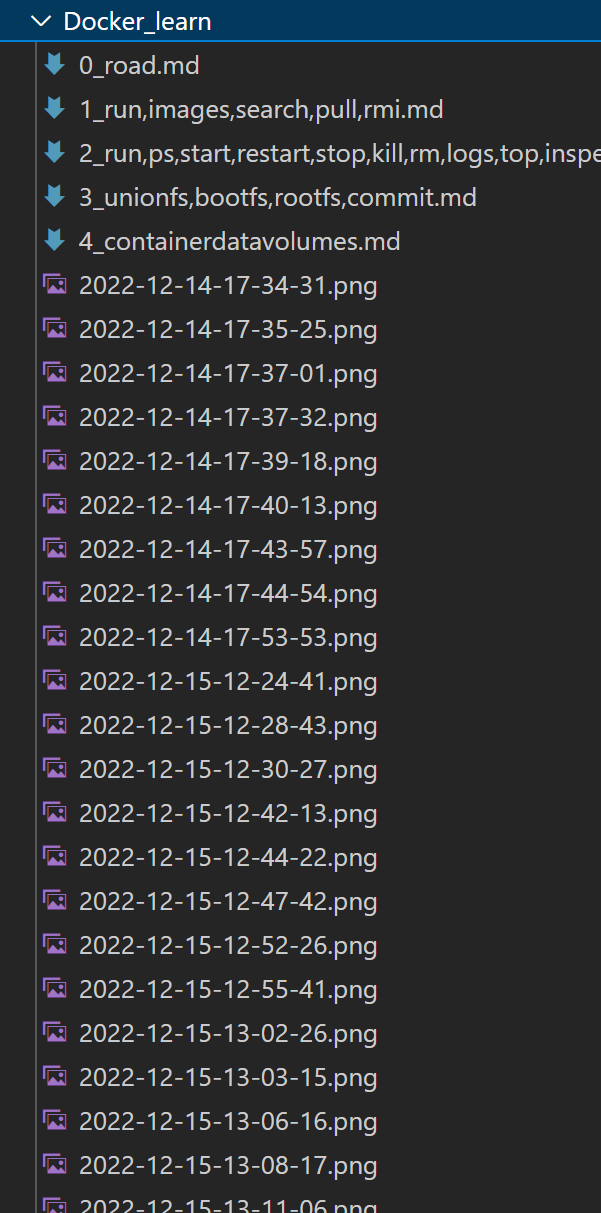 Docker_learn
0_road.md
1_run,images,search,pull,rmi.md
2_run,ps,start,restart,stop,kill,rm,logs,top,inspe
3_unionfs,bootfs,rootfs,commit.md
4_containerdatavolumes.md
2022-12-14-17-34-31.png
2022-12-14-17-35-25.png
2022-12-14-17-37-01.png
2022-12-14-17-37-32.png
2022-12-14-17-39-18.png
2022-12-14-17-40-13.png
2022-12-14-17-43-57.png
2022-12-14-17-44-54.png
2022-12-14-17-53-53.png
2022-12-15-12-24-41.png
2022-12-15-12-28-43.png
2022-12-15-12-30-27.png
2022-12-15-12-42-13.png
2022-12-15-12-44-22.png
2022-12-15-12-47-42.png
2022-12-15-12-52-26.png
2022-12-15-12-55-41.png
2022-12-15-13-02-26.png
2022-12-15-13-03-15.png
2022-12-15-13-06-16.png
2022-12-15-13-08-17.png
2022-12-15-13-11-06.png